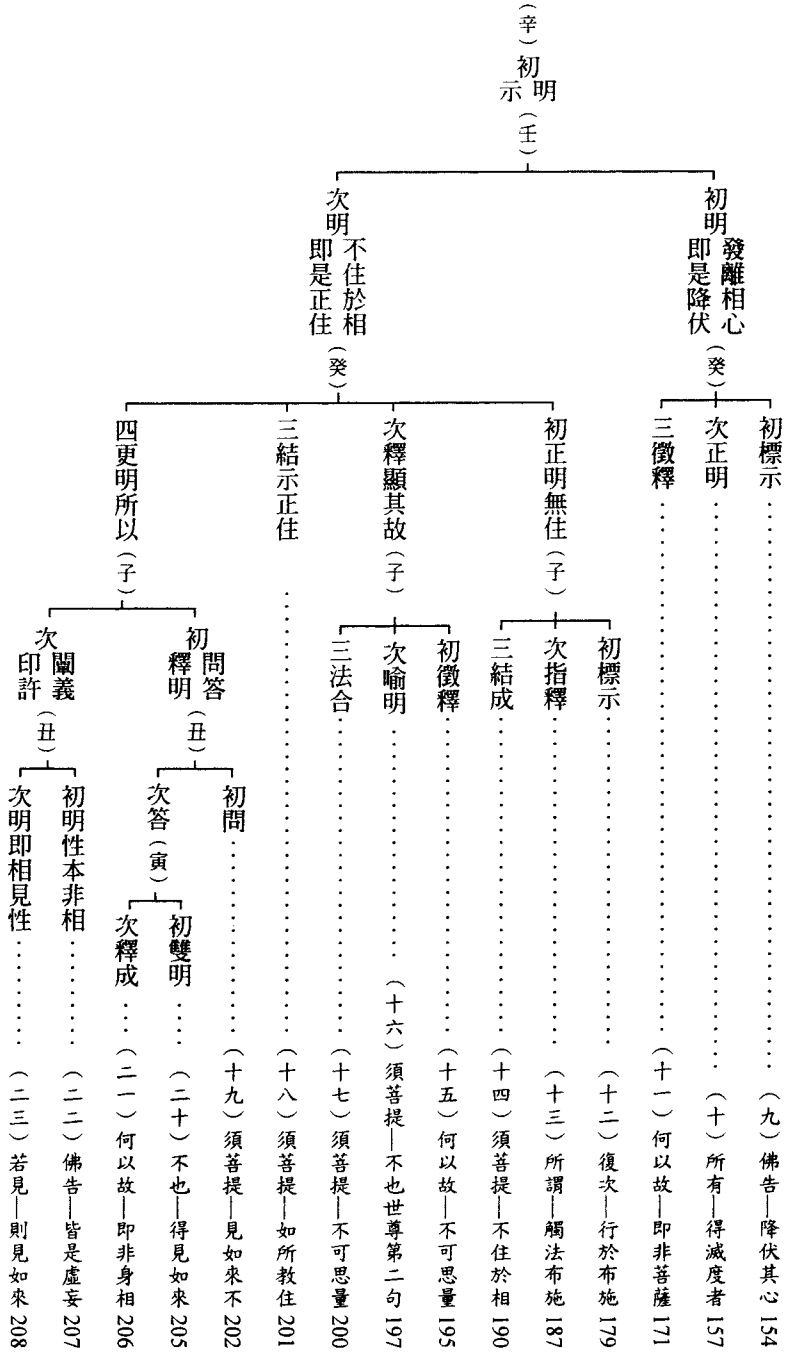 （辛）初明示（壬）
初明發離相心即是降伏（癸）
初標示 （九）佛告—降伏其心 154
次正明 （十）所有—得滅度者 157
三徵釋 （十一）何以故—即非菩薩 171
次明不住於相即是正住（癸）
初正明無住（子）
初標示 （十二）復次—行於布施 179
次指釋 （十三）所謂—觸法布施 187
三結成 （十四）須菩提—不住於相 190
次釋顯其故（子）
初徵釋 （十五）何以故—不可思量 195
次喻明 （十六）須菩提—不也世尊第二句 197
三法合 （十七）須菩提—不可思量 200
三結示正住 （十八）須菩提—如所教住 201
四更明所以（子）
初問答釋明（丑）
初問 （十九）須菩提—見如來不 202
次答（寅）
初雙明 （二十）不也—得見如來 205
次釋成 （二一）何以故—即非身相 206
次闡義印許（丑）
初明性本非相 （二二）佛告—皆是虛妄 207
次明即相見性 （二三）若見—則見如來 208